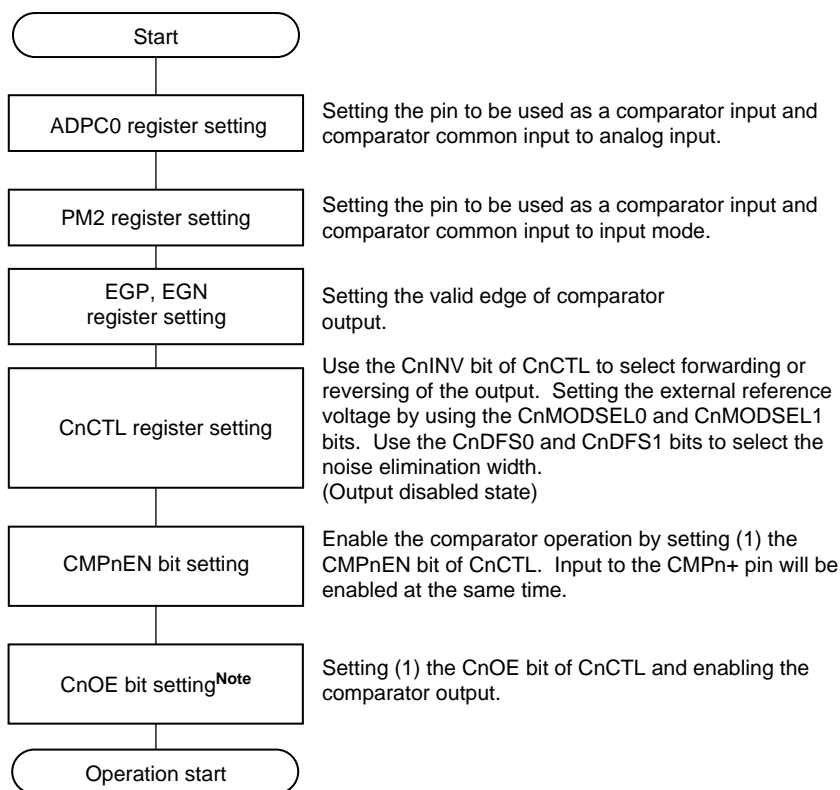 Start
ADPC0 register setting
Setting the pin to be used as a comparator input and
comparator common input to analog input.
PM2 register setting
Setting the pin to be used as a comparator input and
comparator common input to input mode.
EGP, EGN
register setting
Setting the valid edge of comparator
output.
CnCTL register setting
Use the CnINV bit of CnCTL to select forwarding or
reversing of the output.  Setting the external reference
voltage by using the CnMODSEL0 and CnMODSEL1
bits.  Use the CnDFS0 and CnDFS1 bits to select the
noise elimination width.
(Output disabled state)
CMPnEN bit setting
Enable the comparator operation by setting (1) the
CMPnEN bit of CnCTL.  Input to the CMPn+ pin will be
enabled at the same time.
CnOE bit setting Note
Setting (1) the CnOE bit of CnCTL and enabling the
comparator output.
Operation start